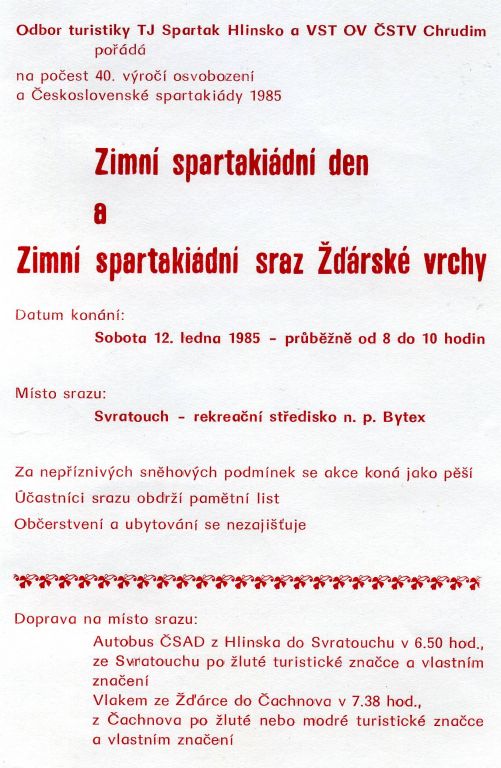 Odbor turistiky TJ Spartak Hlinsko a VST OV ČSTV Chrudim
pořádá
na počest 40. výročí osvobození
a Československé spartakiády 1985
Zimní spartakiádní den
a
Zimní spartakiádní sraz Žďárské vrchy
Datum konání:
Sobota 12. ledna 1985 – průběžně od 8 do 10 hodin
Místo srazu:
Svratouch – rekreační středisko n. p. Bytex
Za nepříznivých sněhových podmínek se akce koná jako pěší
Účastníci srazu obdrží pamětní list
Občerstvení a ubytování se nezajišťuje
Doprava na místo srazu:
Autobus ČSAD z Hlinska do Svratouchu v 6.50 hod.,
ze Svratouchu po žluté turistické značce a vlastním
značení
Vlakem ze Žďárce do Čachnova v 7.38 hod.,
z Čachnova po žluté nebo modré turistické značce
a vlastním značení